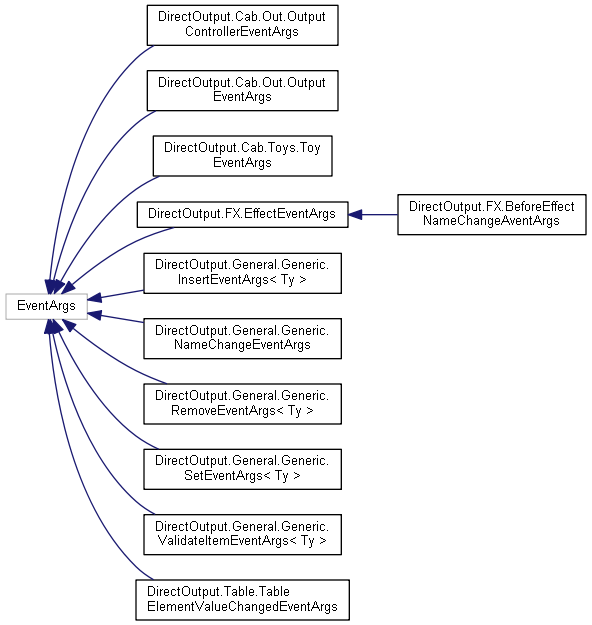 DirectOutput.Cab.Out.Output
ControllerEventArgs
DirectOutput.Cab.Out.Output
EventArgs
DirectOutput.Cab.Toys.Toy
EventArgs
DirectOutput.FX.EffectEventArgs
DirectOutput.FX.BeforeEffect
NameChangeAventArgs
DirectOutput.General.Generic.
InsertEventArgs< Ty >
EventArgs
DirectOutput.General.Generic.
NameChangeEventArgs
DirectOutput.General.Generic.
RemoveEventArgs< Ty >
DirectOutput.General.Generic.
SetEventArgs< Ty >
DirectOutput.General.Generic.
ValidateItemEventArgs< Ty >
DirectOutput.Table.Table
ElementValueChangedEventArgs